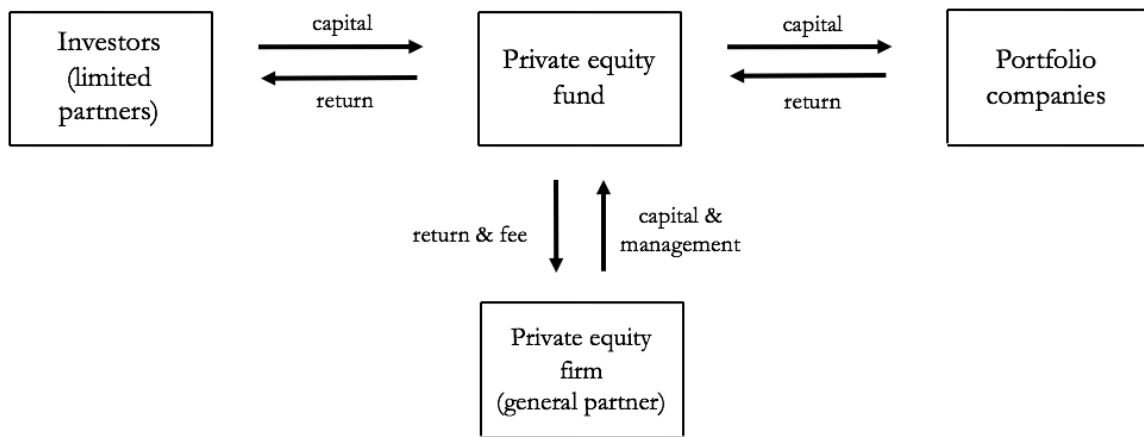 Investors
(limited
partners)
capital
return
Private equity
fund
capital
return
Portfolio
companies
return & fee
capital &
management
Private equity
firm
(general partner)